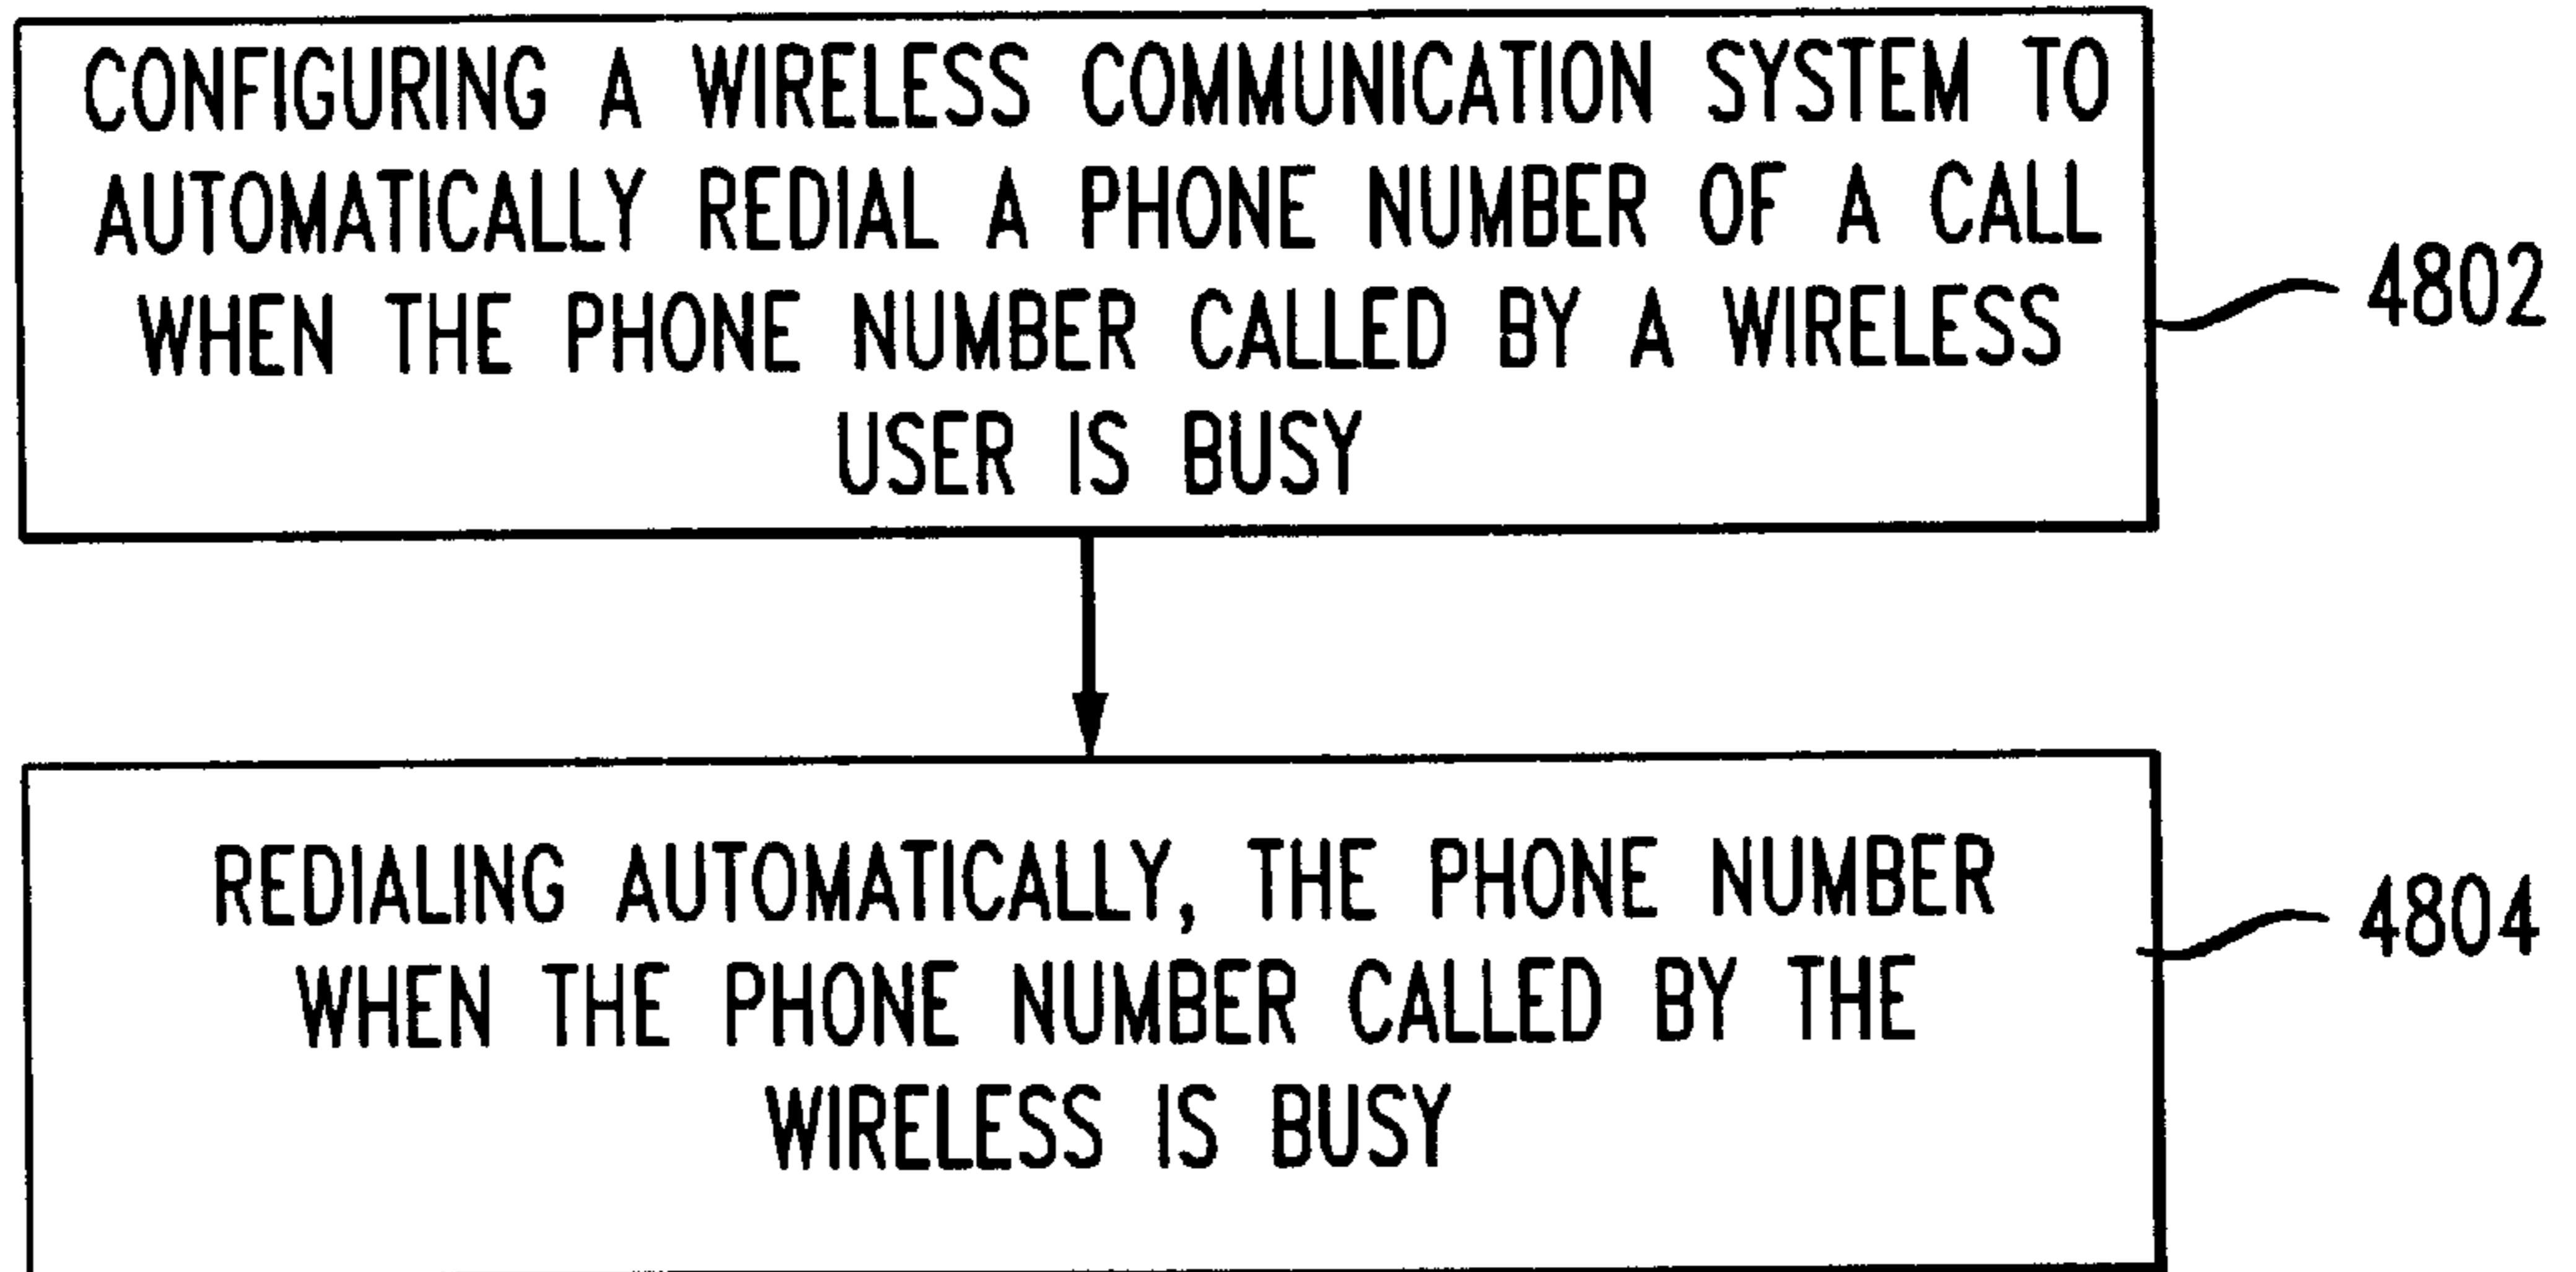 CONFIGURING A WIRELESS COMMUNICATION SYSTEM TO
AUTOMATICALLY REDIAL A PHONE NUMBER OF A CALL
WHEN THE PHONE NUMBER CALLED BY A WIRELESS
USER IS BUSY
4802
REDIALING AUTOMATICALLY, THE PHONE NUMBER
WHEN THE PHONE NUMBER CALLED BY THE
WIRELESS IS BUSY
4804